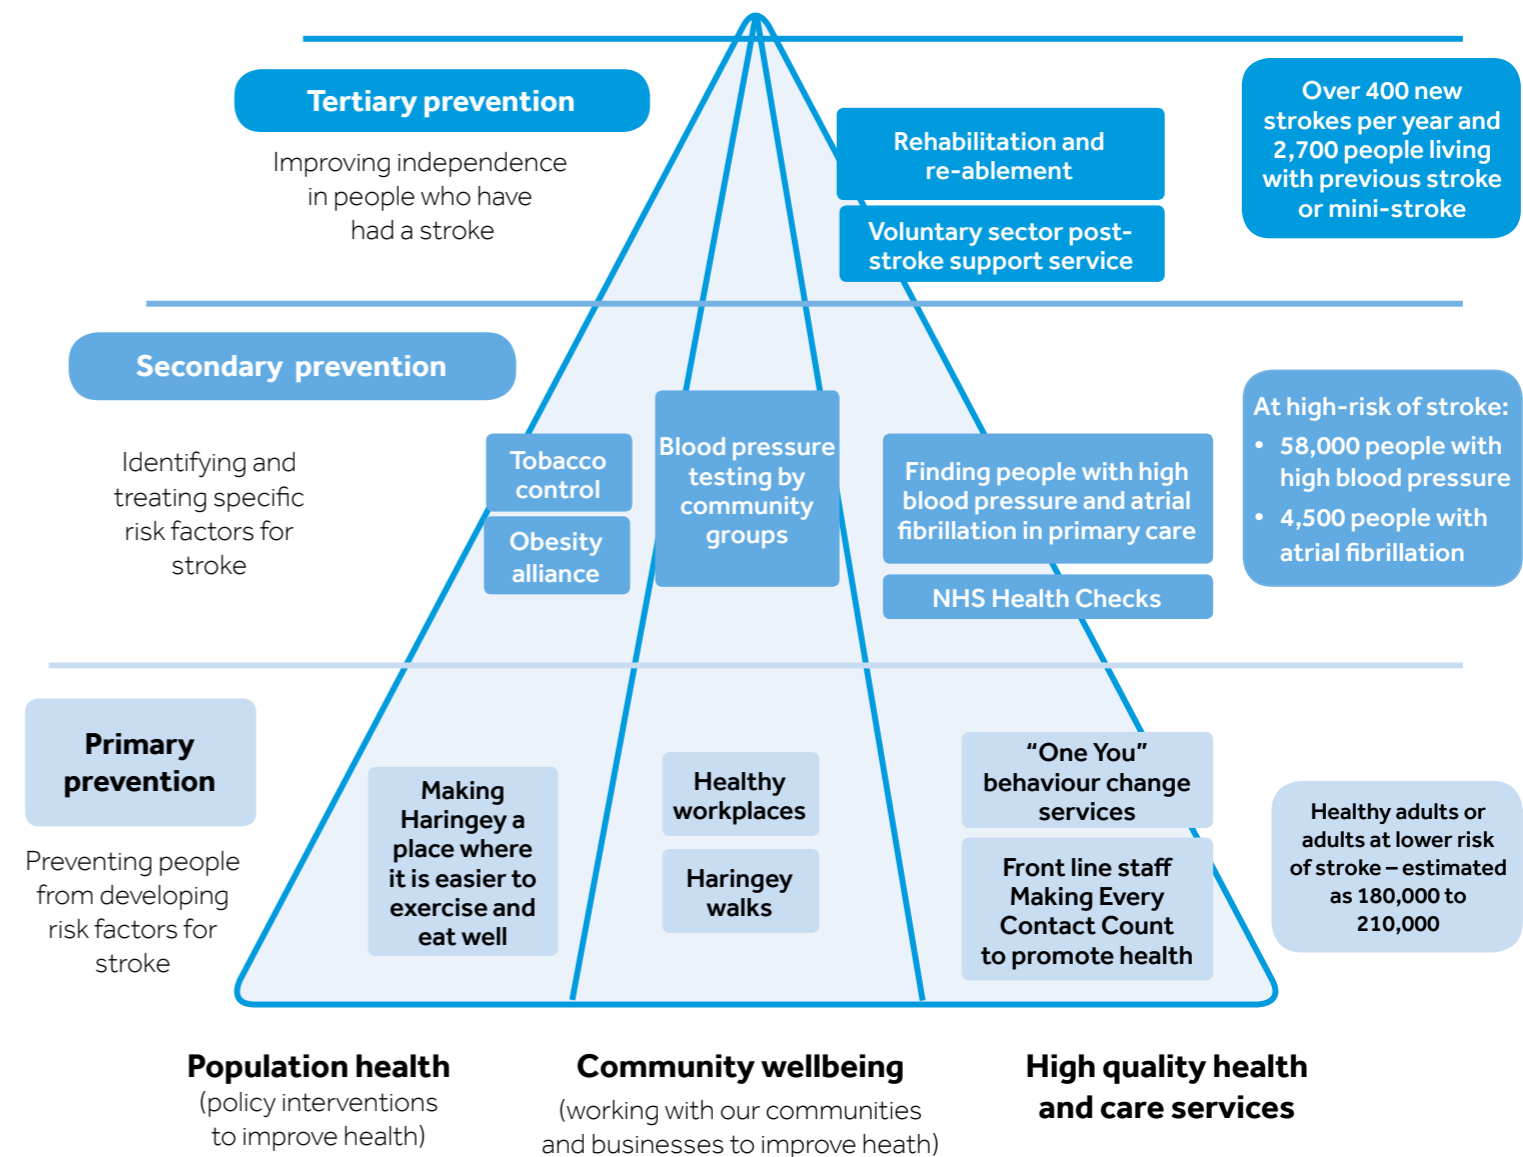 Tertiary prevention
Improving independence
in people who have
had a stroke
Rehabilitation and
re-ablement
Voluntary sector post-
stroke support service
Over 400 new
strokes per year and
2,700 people living
with previous stroke
or mini-stroke
Secondary prevention
Identifying and
treating specific
risk factors for
stroke
Tobacco
control
Obesity
alliance
Blood pressure
testing by
community
groups
Finding people with high
blood pressure and atrial
fibrillation in primary care
NHS Health Checks
At high-risk of stroke:
• 58,000 people with
high blood pressure
• 4,500 people with
atrial fibrillation
Primary
prevention
Preventing people
from developing
risk factors for
stroke
Making
Haringey a
place where
it is easier to
exercise and
eat well
Healthy
workplaces
Haringey
walks
“One You”
behaviour change
services
Front line staff
Making Every
Contact Count
to promote health
Healthy adults or
adults at lower risk
of stroke – estimated
as 180,000 to
210,000
Population health
(policy interventions
to improve health)
Community wellbeing
(working with our communities
and businesses to improve heath)
High quality health
and care services